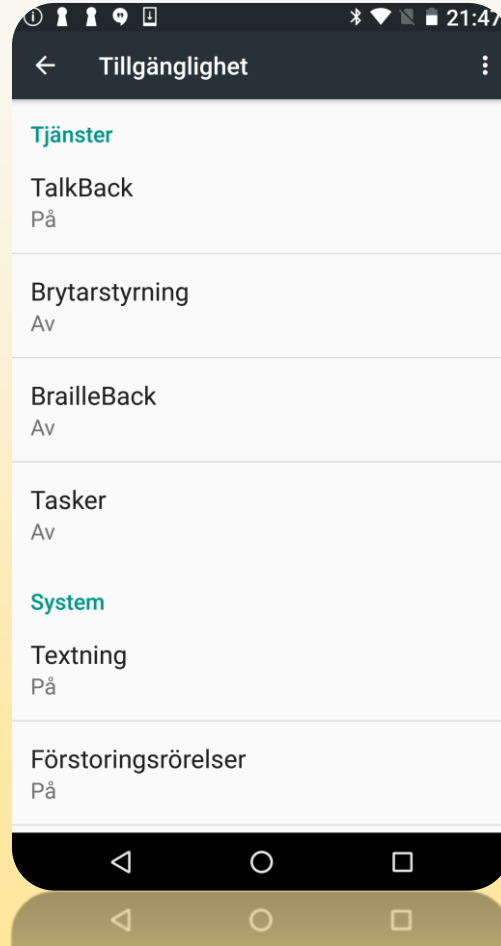 21:47
Tillgänglighet
Tjänster
TalkBack
På
Brytarstyrning
Av
BrailleBack
Av
Tasker
Av
System
Textning
På
Förstoringsrörelser
På